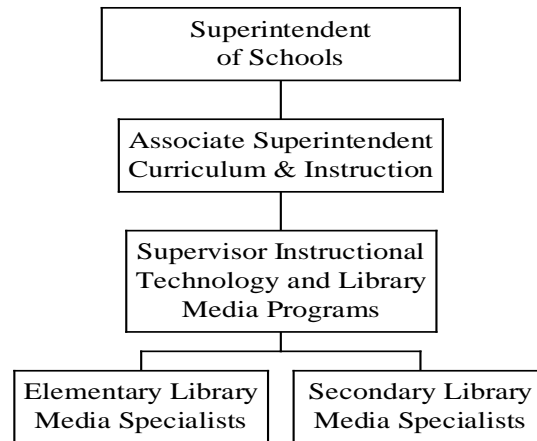 Superintendent
of Schools
Associate Superintendent
Curriculum & Instruction
Supervisor Instructional
Technology and Library
Media Programs
Elementary Library
Media Specialists
Secondary Library
Media Specialists